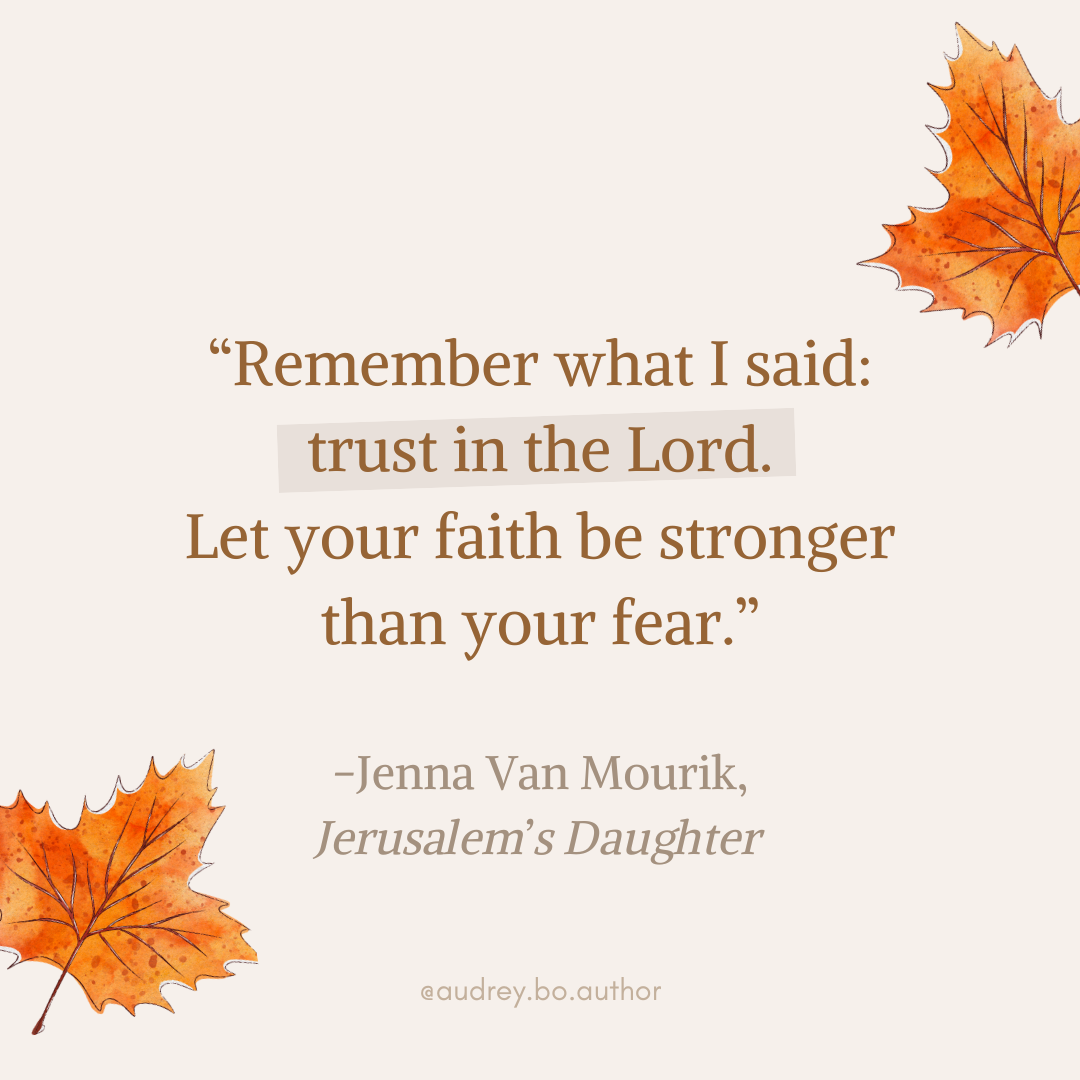 “Remember what I said:
trust in the Lord.
Let your faith be stronger
than your fear.”
–Jenna Van Mourik,
Jerusalem’s Daughter
@audrey.bo.author